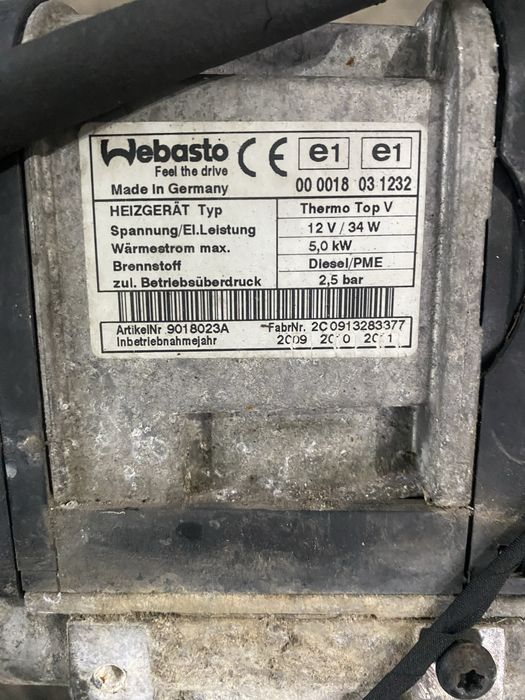 Webasto CE e1 e1
Feel the drive
Made in Germany 00 0018 03 1232
HEIZGERÄT Typ Thermo Top V
Spannung/El.Leistung 12 V / 34 W
Wärmestrom max. 5,0 kW
Brennstoff Diesel/PME
zul. Betriebsüberdruck 2,5 bar
ArtikelNr. 9018023A FabrNr. 2C0913283377
Inbetriebnahmejahr 2009 2010 2011